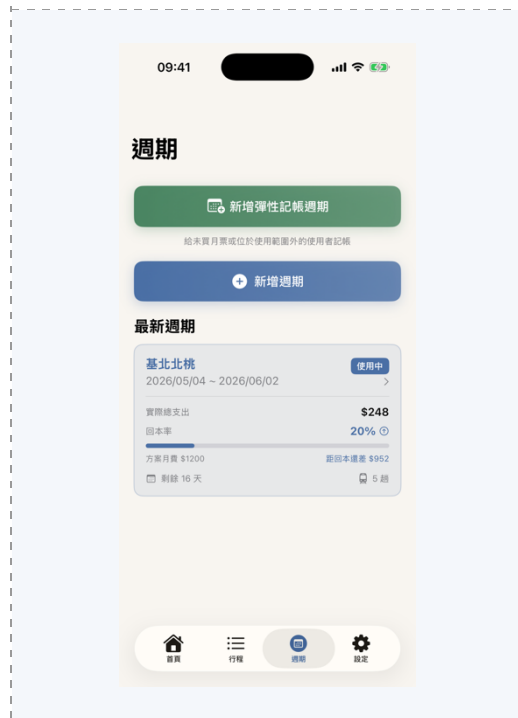 09:41
週期
新增彈性記帳週期
給未買月票或位於使用範圍外的使用者記帳
新增週期
最新週期
基北北桃 使用中
2026/05/04 ~ 2026/06/02
實際總支出 $248
回本率 20%
方案月費 $1200 距回本還差 $952
剩餘 16 天 5 趟
首頁 行程 週期 設定